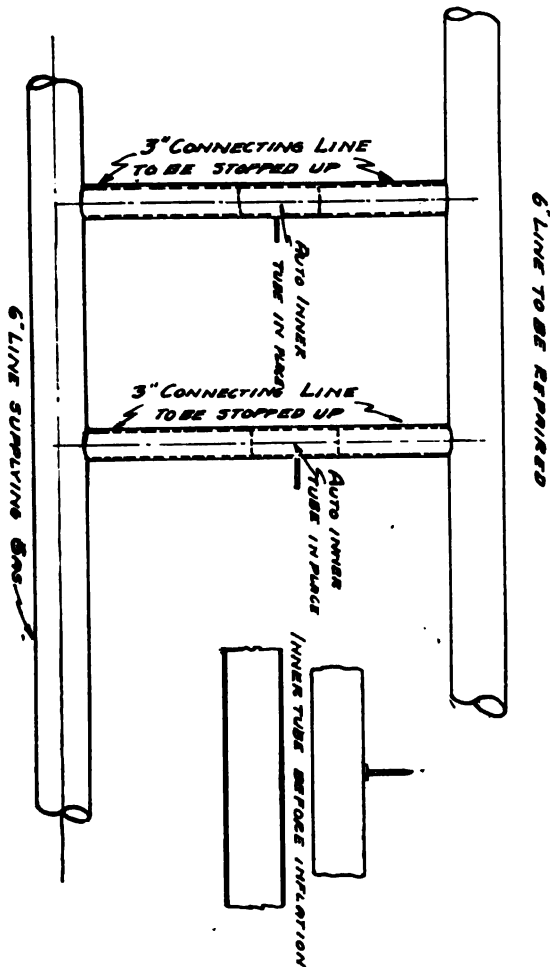 3" CONNECTING LINE
TO BE STOPPED UP
AUTO INNER
TUBE IN PLACE
6" LINE TO BE REPAIRED
3" CONNECTING LINE
TO BE STOPPED UP
AUTO INNER
TUBE IN PLACE
6" LINE SUPPLYING GAS
INNER TUBE BEFORE INFLATION